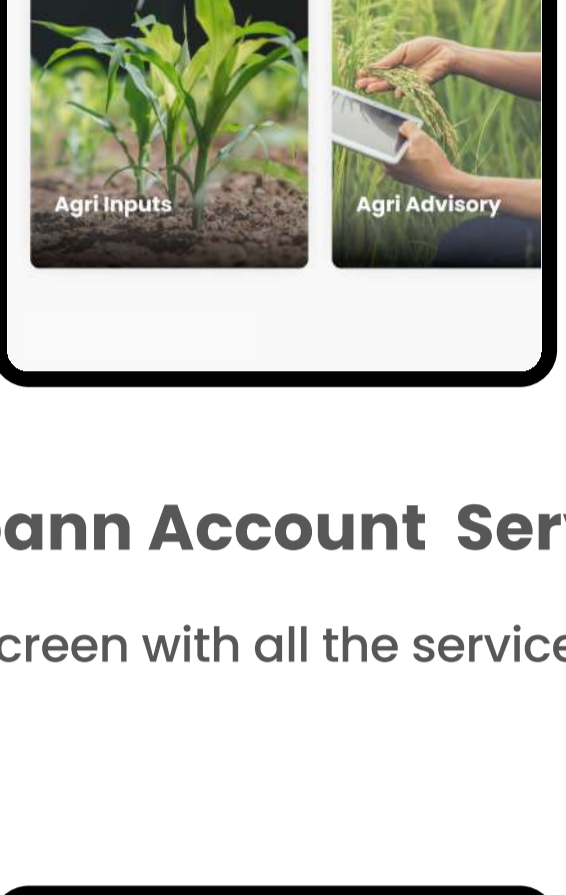 Agri Inputs
Agri Advisory
ann Account Ser
creen with all the service